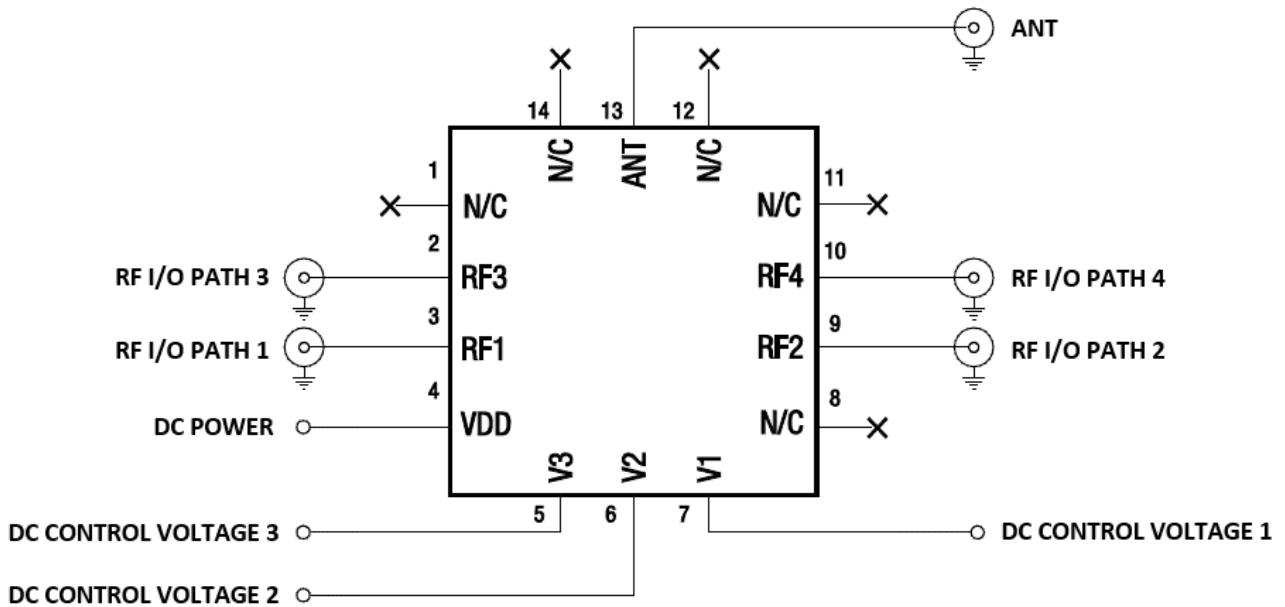 ANT
14
13
12
N/C
ANT
N/C
1
N/C
11
N/C
2
RF I/O PATH 3
RF3
10
RF4
RF I/O PATH 4
3
RF I/O PATH 1
RF1
9
RF2
RF I/O PATH 2
4
DC POWER
VDD
8
N/C
V3
V2
V1
5
6
7
DC CONTROL VOLTAGE 3
DC CONTROL VOLTAGE 1
DC CONTROL VOLTAGE 2